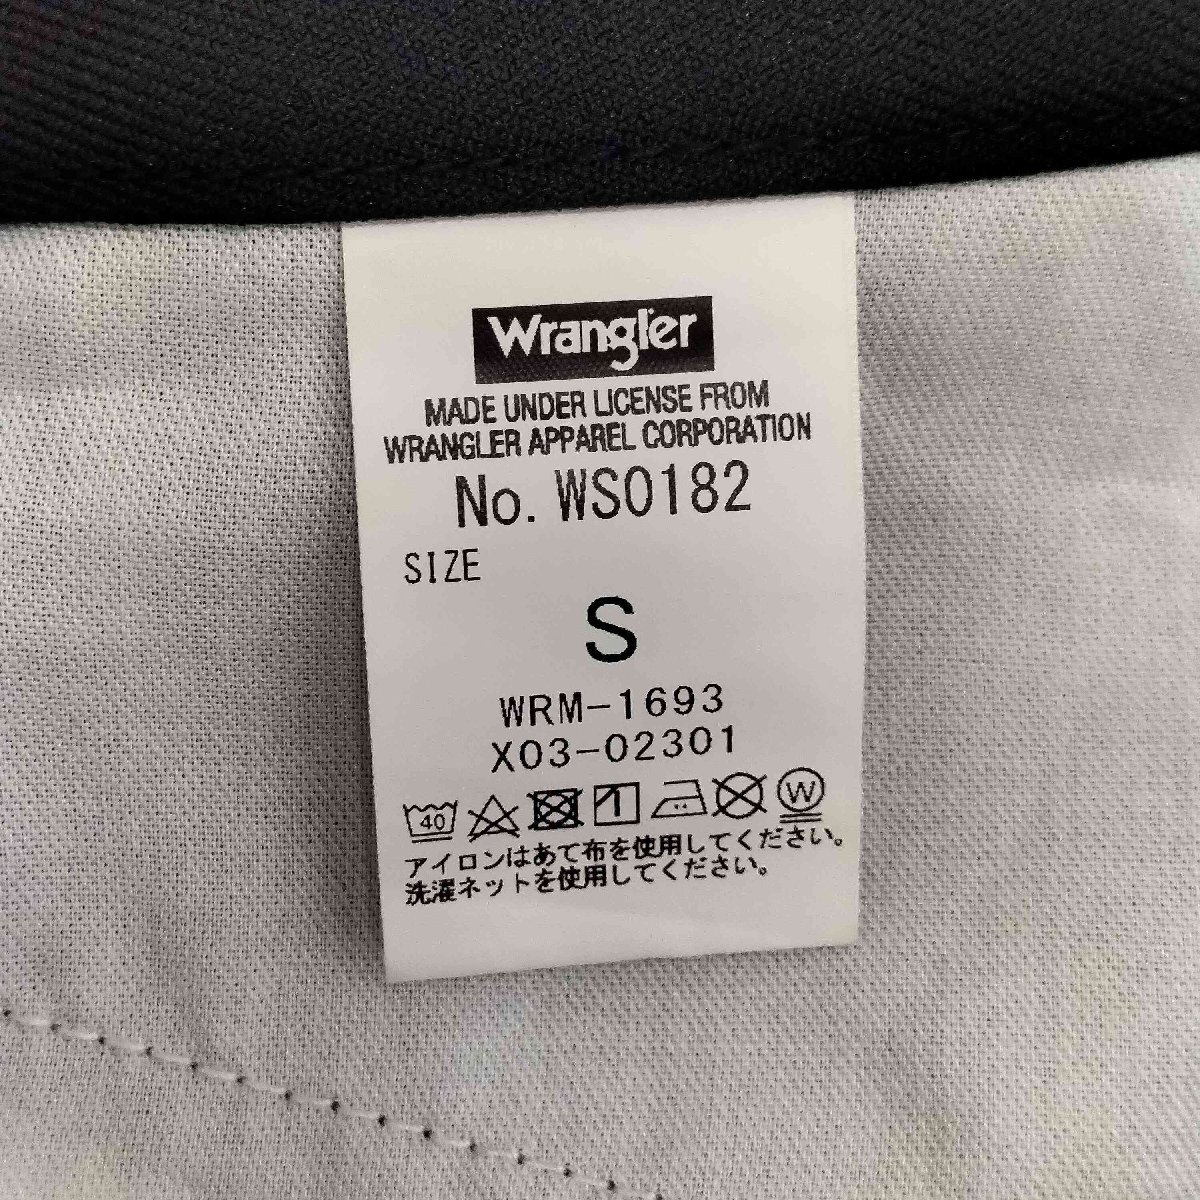 Wrangler
MADE UNDER LICENSE FROM
WRANGLER APPAREL CORPORATION
No. WS0182
SIZE
S
WRM-1693
X03-02301
40 W
アイロンはあて布を使用してください。
洗濯ネットを使用してください。